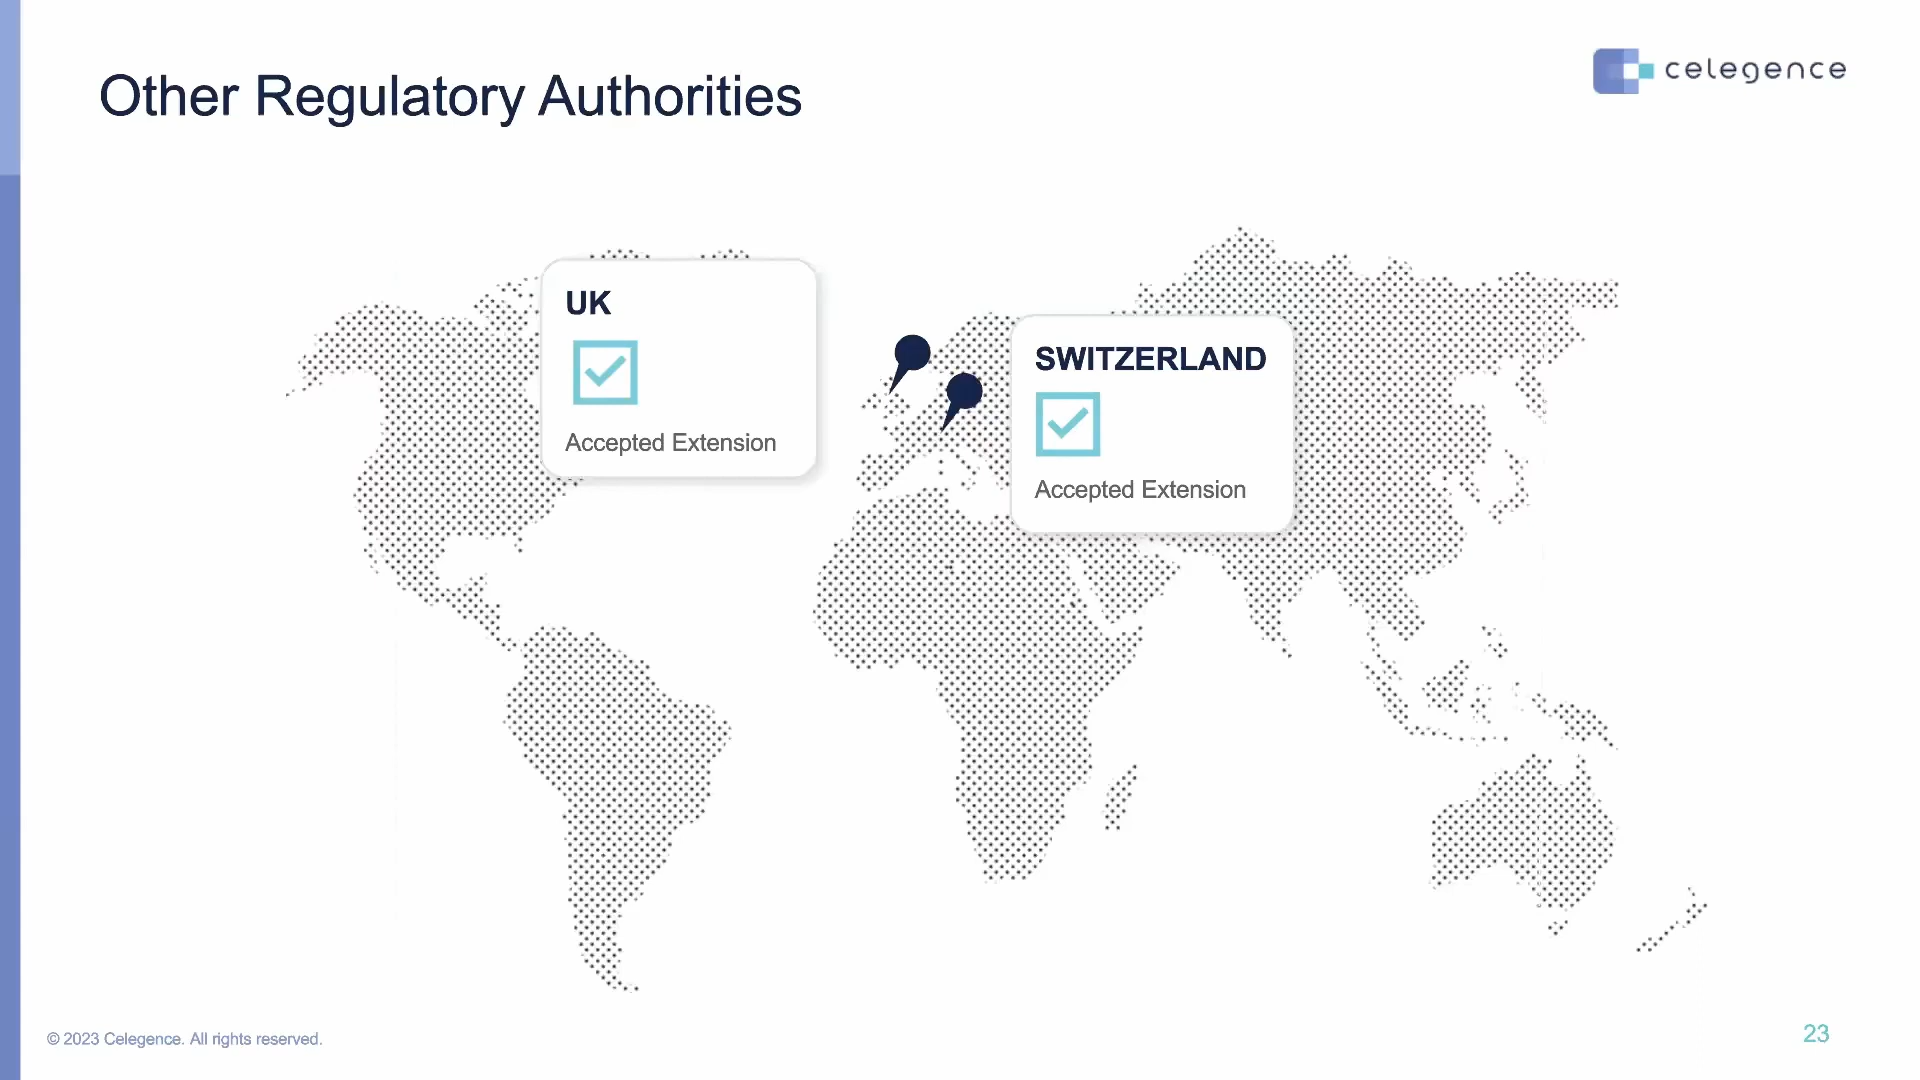 Other Regulatory Authorities
celegence
UK
Accepted Extension
SWITZERLAND
Accepted Extension
© 2023 Celegence. All rights reserved.
23